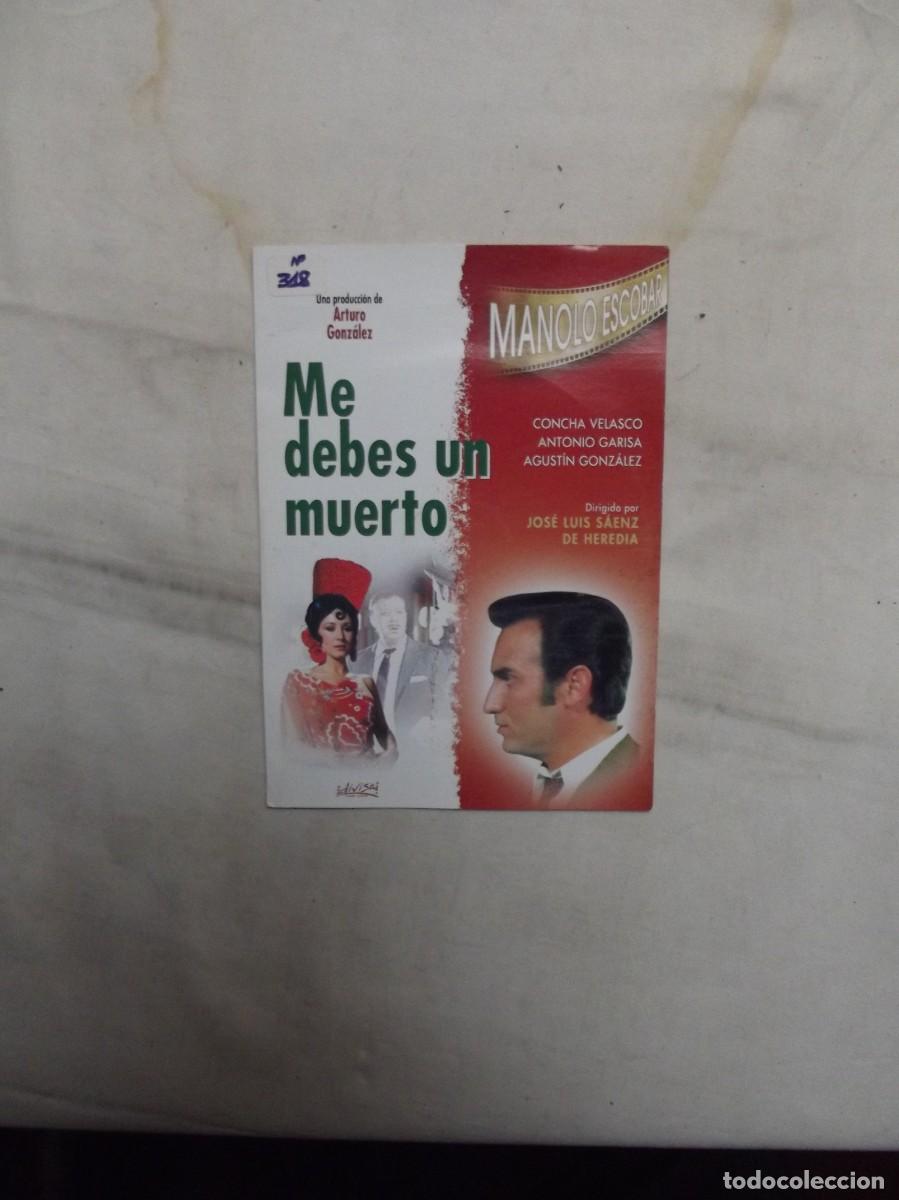 Nº
318
Una producción de
Arturo
González
Me
debes un
muerto
MANOLO ESCOBAR
CONCHA VELASCO
ANTONIO GARISA
AGUSTÍN GONZÁLEZ
Dirigida por
JOSÉ LUIS SÁENZ
DE HEREDIA
divisa
todocoleccion